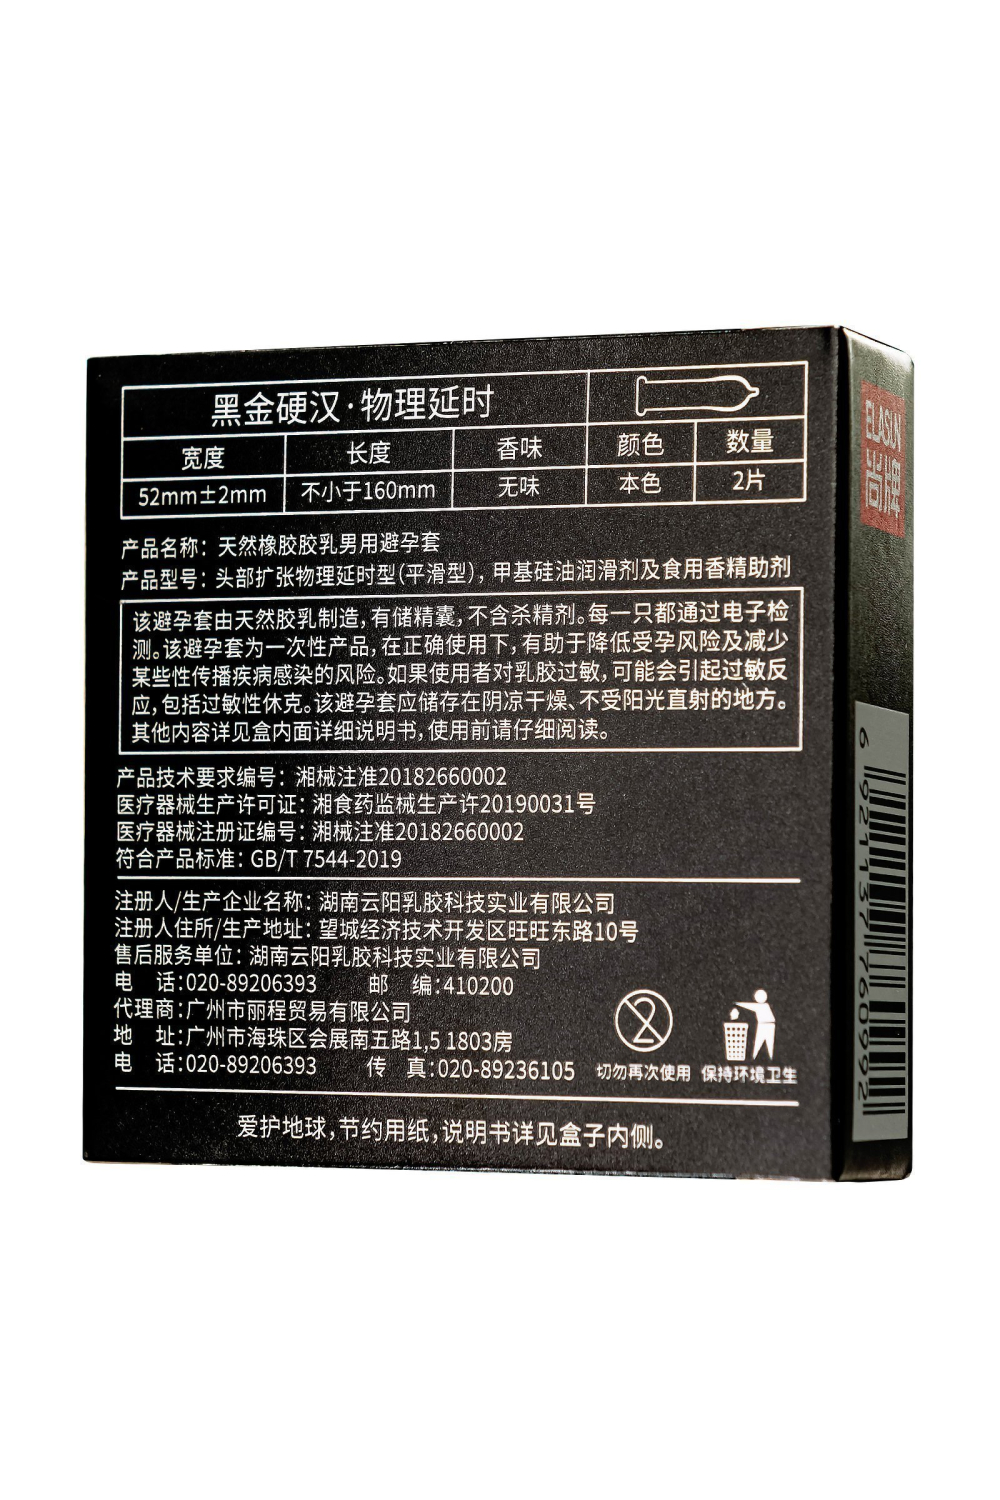 黑金硬汉·物理延时
宽度 长度 香味 颜色 数量
52mm±2mm 不小于160mm 无味 本色 2片
产品名称：天然橡胶胶乳男用避孕套
产品型号：头部扩张物理延时型(平滑型)，甲基硅油润滑剂及食用香精助剂
该避孕套由天然胶乳制造，有储精囊，不含杀精剂。每一只都通过电子检
测。该避孕套为一次性产品，在正确使用下，有助于降低受孕风险及减少
某些性传播疾病感染的风险。如果使用者对乳胶过敏，可能会引起过敏反
应，包括过敏性休克。该避孕套应储存在阴凉干燥、不受阳光直射的地方。
其他内容详见盒内面详细说明书，使用前请仔细阅读。
产品技术要求编号：湘械注准20182660002
医疗器械生产许可证：湘食药监械生产许20190031号
医疗器械注册证编号：湘械注准20182660002
符合产品标准：GB/T 7544-2019
注册人/生产企业名称：湖南云阳乳胶科技实业有限公司
注册人住所/生产地址：望城经济技术开发区旺旺东路10号
售后服务单位：湖南云阳乳胶科技实业有限公司
电 话：020-89206393 邮 编：410200
代理商：广州市丽程贸易有限公司
地 址：广州市海珠区会展南五路1,5 1803房
电 话：020-89206393 传 真：020-89236105
切勿再次使用 保持环境卫生
爱护地球，节约用纸，说明书详见盒子内侧。
ELASUN
尚牌
6 921137 760992